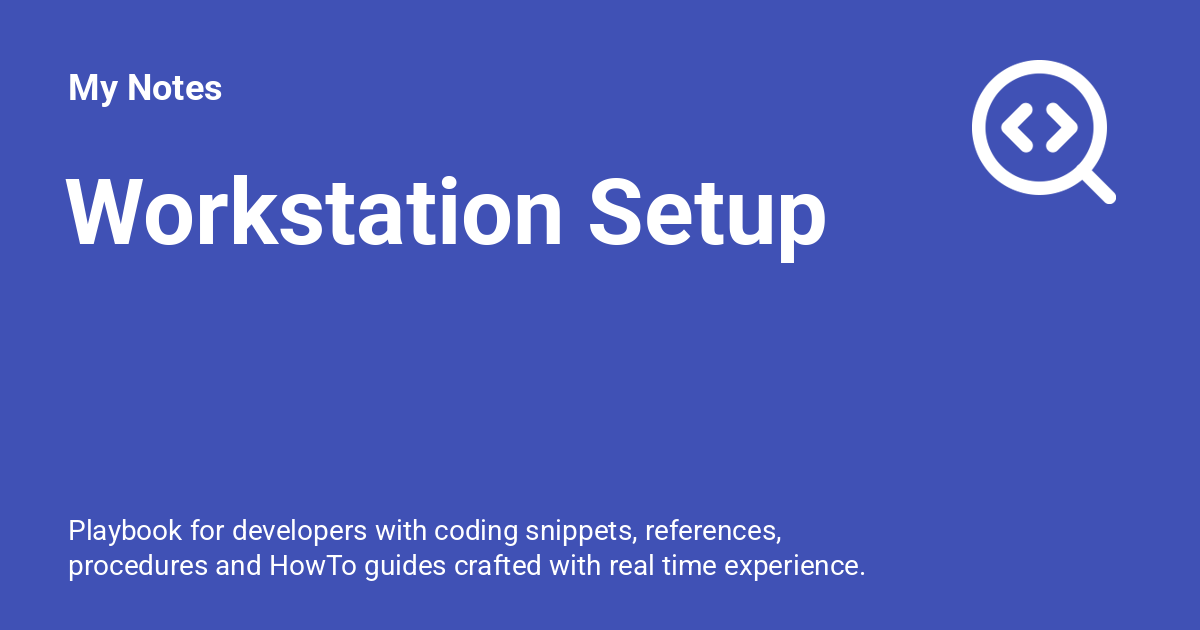 My Notes
Workstation Setup
Playbook for developers with coding snippets, references,
procedures and HowTo guides crafted with real time experience.